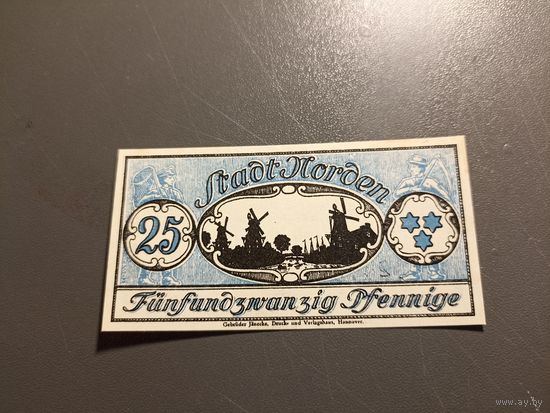 Stadt Norden
25
Fünfundzwanzig Pfennige
Gebrüder Jänecke, Druck- und Verlagshaus, Hannover.
www.ay.by